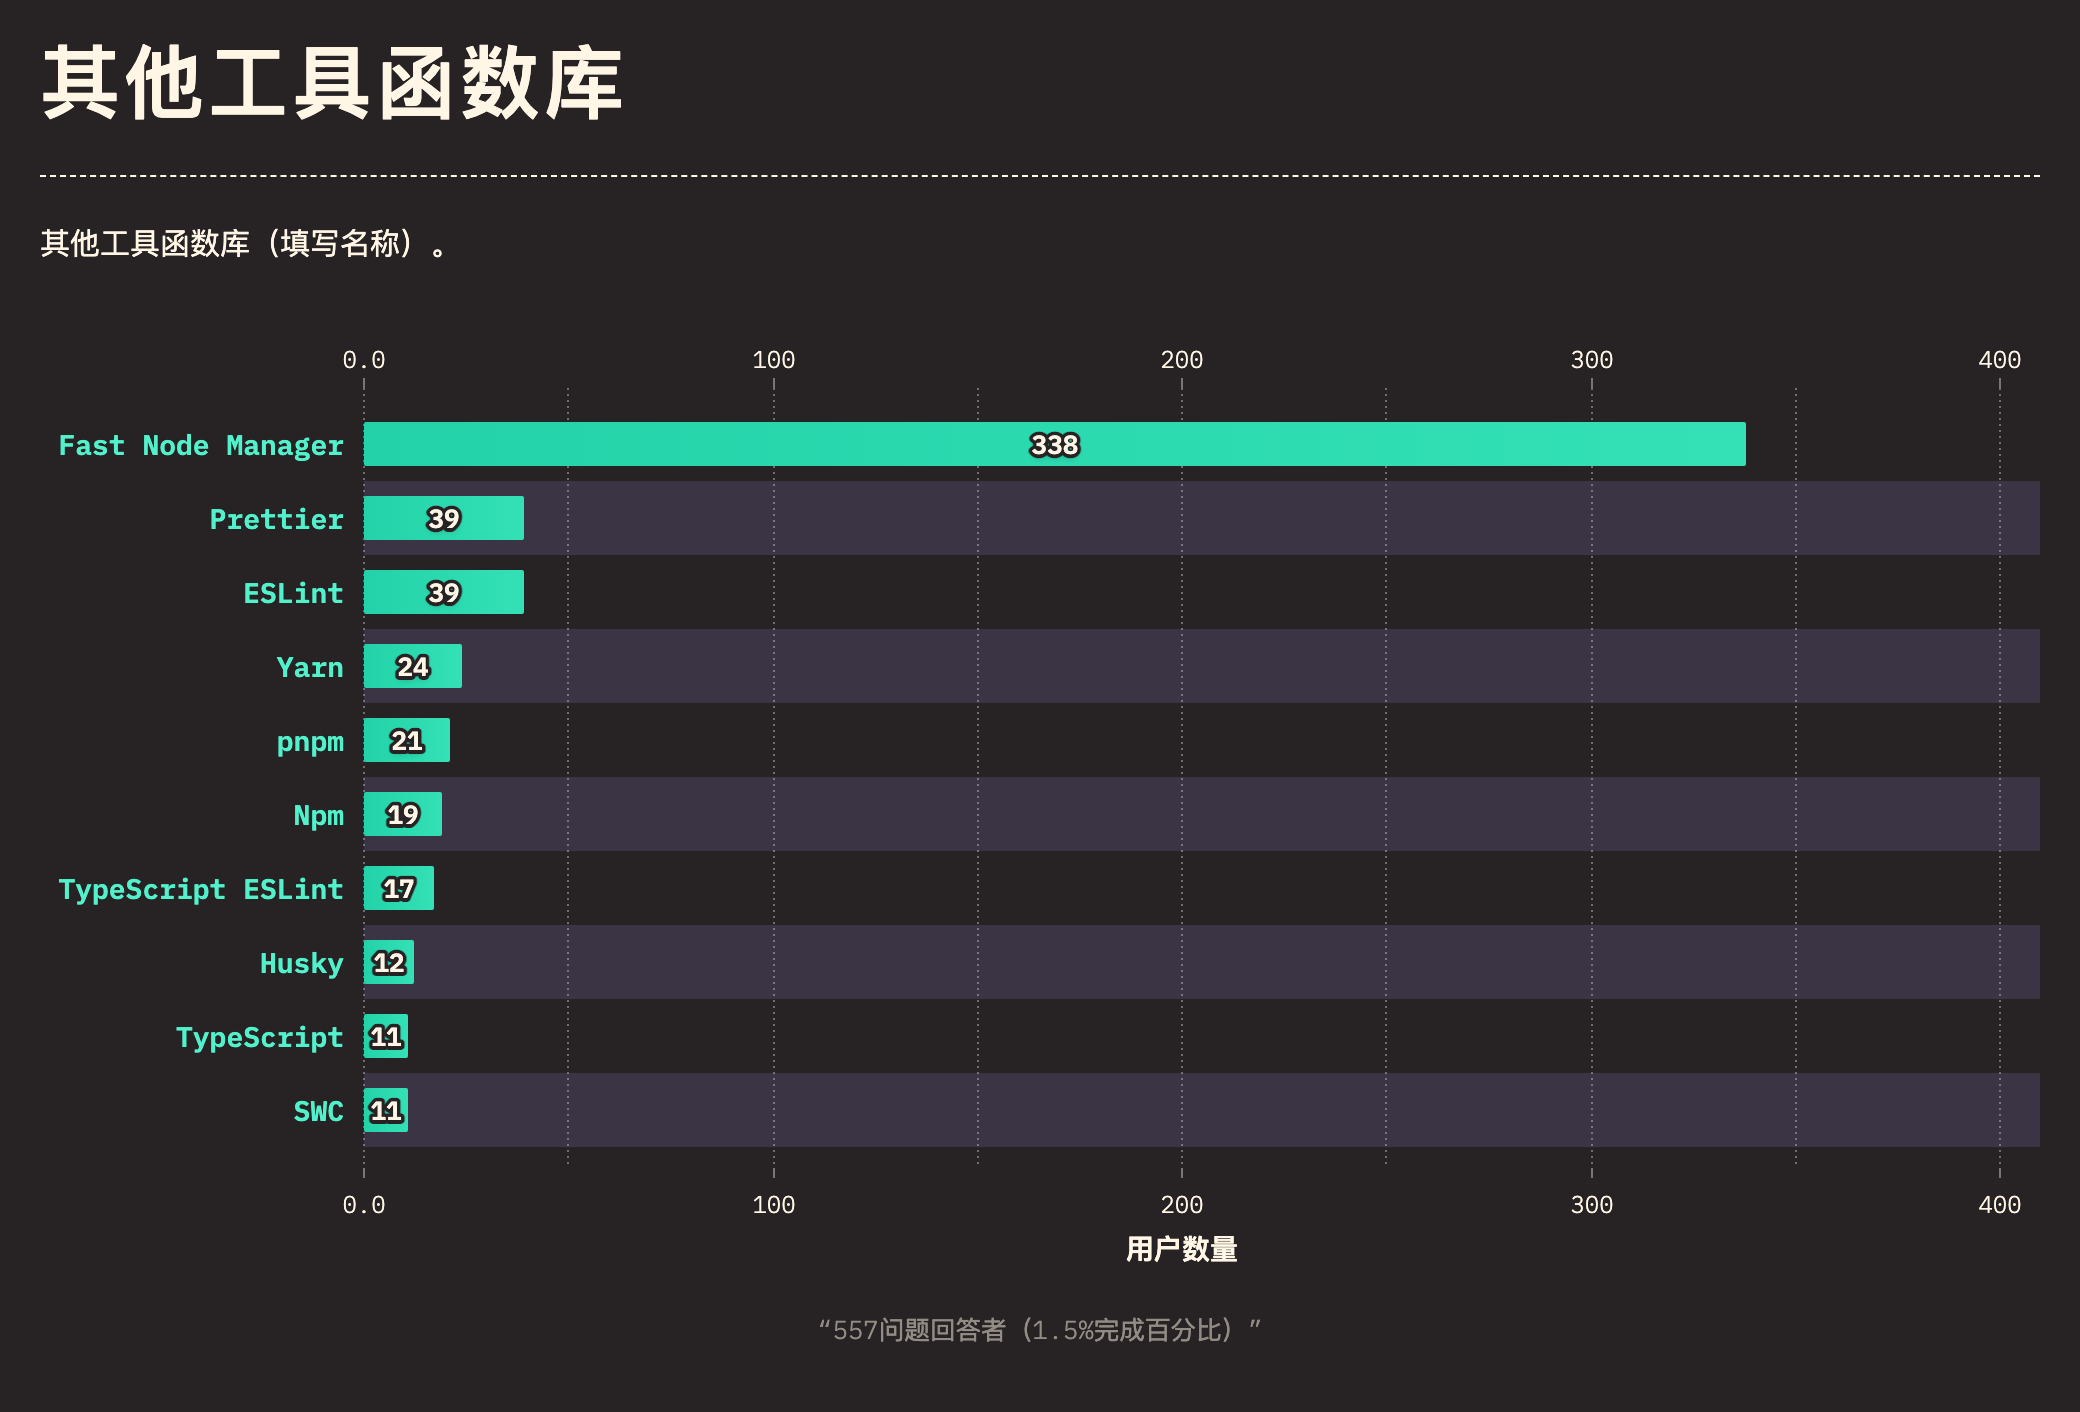 其他工具函数库
其他工具函数库（填写名称）。
0.0 100 200 300 400
Fast Node Manager 338
Prettier 39
ESLint 39
Yarn 24
pnpm 21
Npm 19
TypeScript ESLint 17
Husky 12
TypeScript 11
SWC 11
0.0 100 200 300 400
用户数量
“557问题回答者（1.5%完成百分比）”